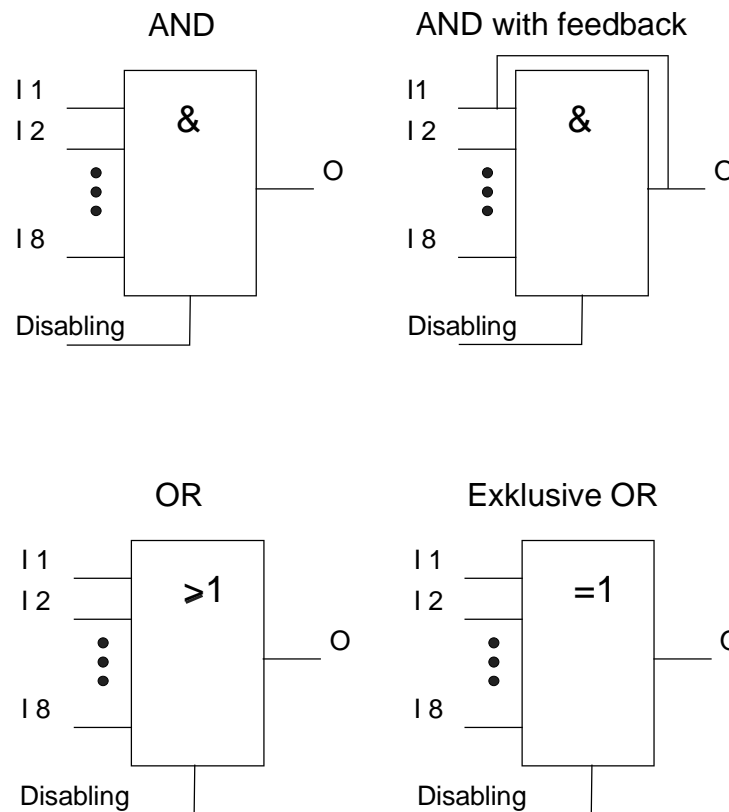 AND
I 1
&
I 2
O
I 8
Disabling
AND with feedback
I1
&
I 2
I 8
Disabling
OR
I 1
≥1
I 2
O
I 8
Disabling
Exklusive OR
I 1
=1
I 2
I 8
Disabling